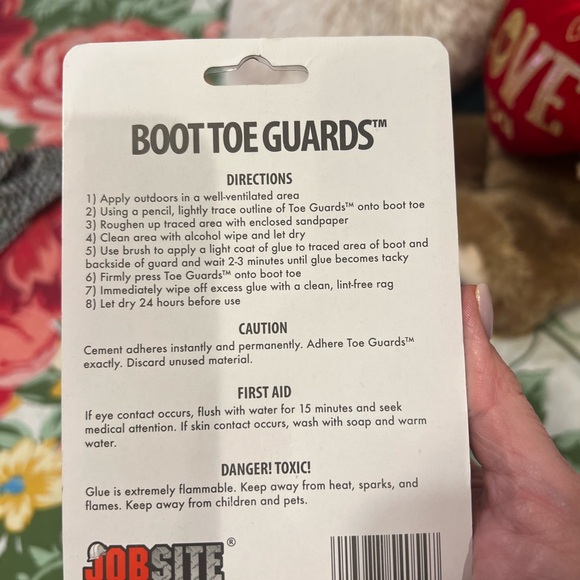 BOOT TOE GUARDS™
DIRECTIONS
1) Apply outdoors in a well-ventilated area
2) Using a pencil, lightly trace outline of Toe Guards™ onto boot toe
3) Roughen up traced area with enclosed sandpaper
4) Clean area with alcohol wipe and let dry
5) Use brush to apply a light coat of glue to traced area of boot and
backside of guard and wait 2-3 minutes until glue becomes tacky
6) Firmly press Toe Guards™ onto boot toe
7) Immediately wipe off excess glue with a clean, lint-free rag
8) Let dry 24 hours before use
CAUTION
Cement adheres instantly and permanently. Adhere Toe Guards™
exactly. Discard unused material.
FIRST AID
If eye contact occurs, flush with water for 15 minutes and seek
medical attention. If skin contact occurs, wash with soap and warm
water.
DANGER! TOXIC!
Glue is extremely flammable. Keep away from heat, sparks, and
flames. Keep away from children and pets.
JOBSITE®
OVE